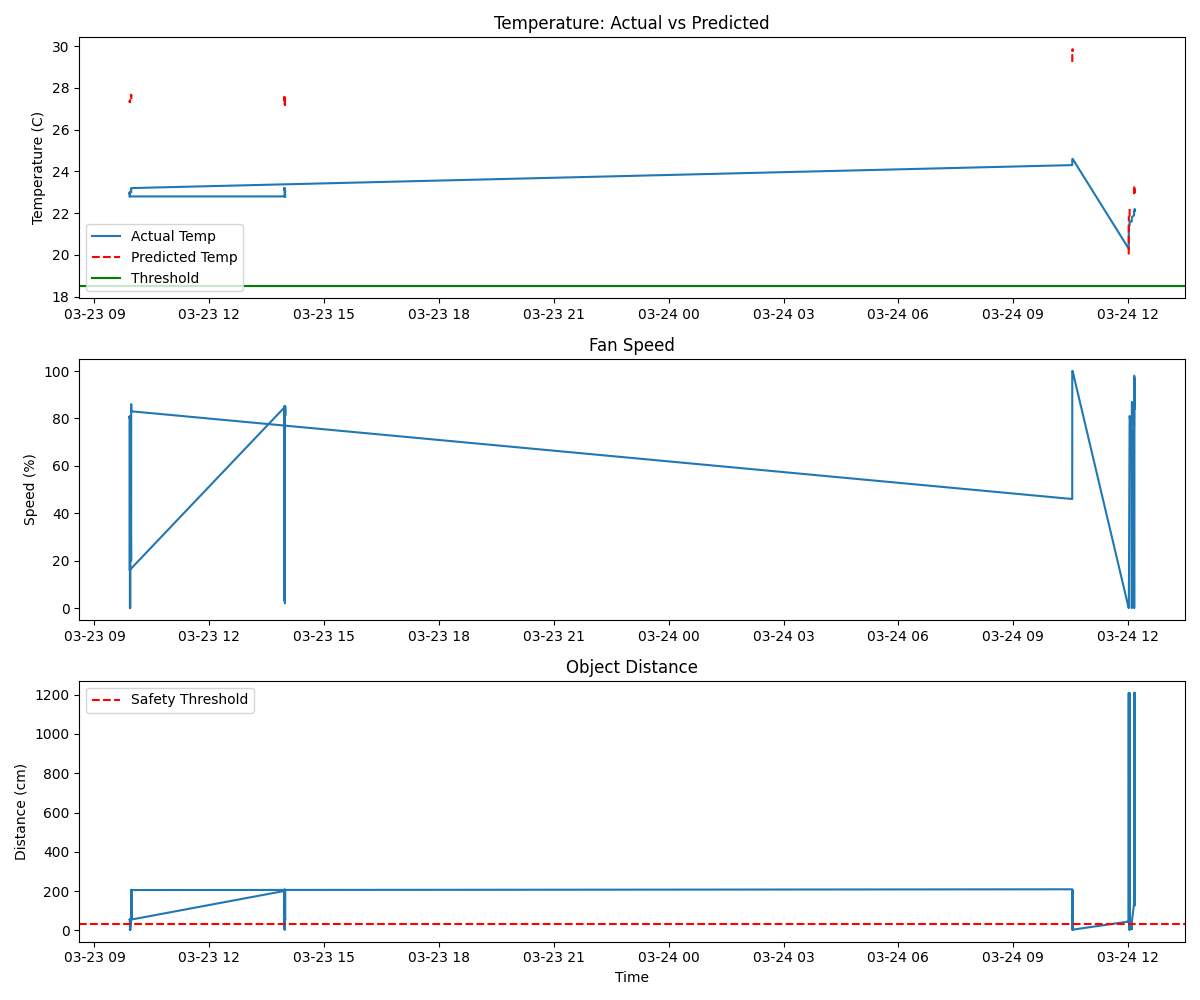 Temperature: Actual vs Predicted
30
28
26
24
22
20
18
Temperature (C)
Actual Temp
Predicted Temp
Threshold
03-23 09 03-23 12 03-23 15 03-23 18 03-23 21 03-24 00 03-24 03 03-24 06 03-24 09 03-24 12
Fan Speed
100
80
60
40
20
0
Speed (%)
03-23 09 03-23 12 03-23 15 03-23 18 03-23 21 03-24 00 03-24 03 03-24 06 03-24 09 03-24 12
Object Distance
Safety Threshold
1200
1000
800
600
400
200
0
Distance (cm)
03-23 09 03-23 12 03-23 15 03-23 18 03-23 21 03-24 00 03-24 03 03-24 06 03-24 09 03-24 12
Time